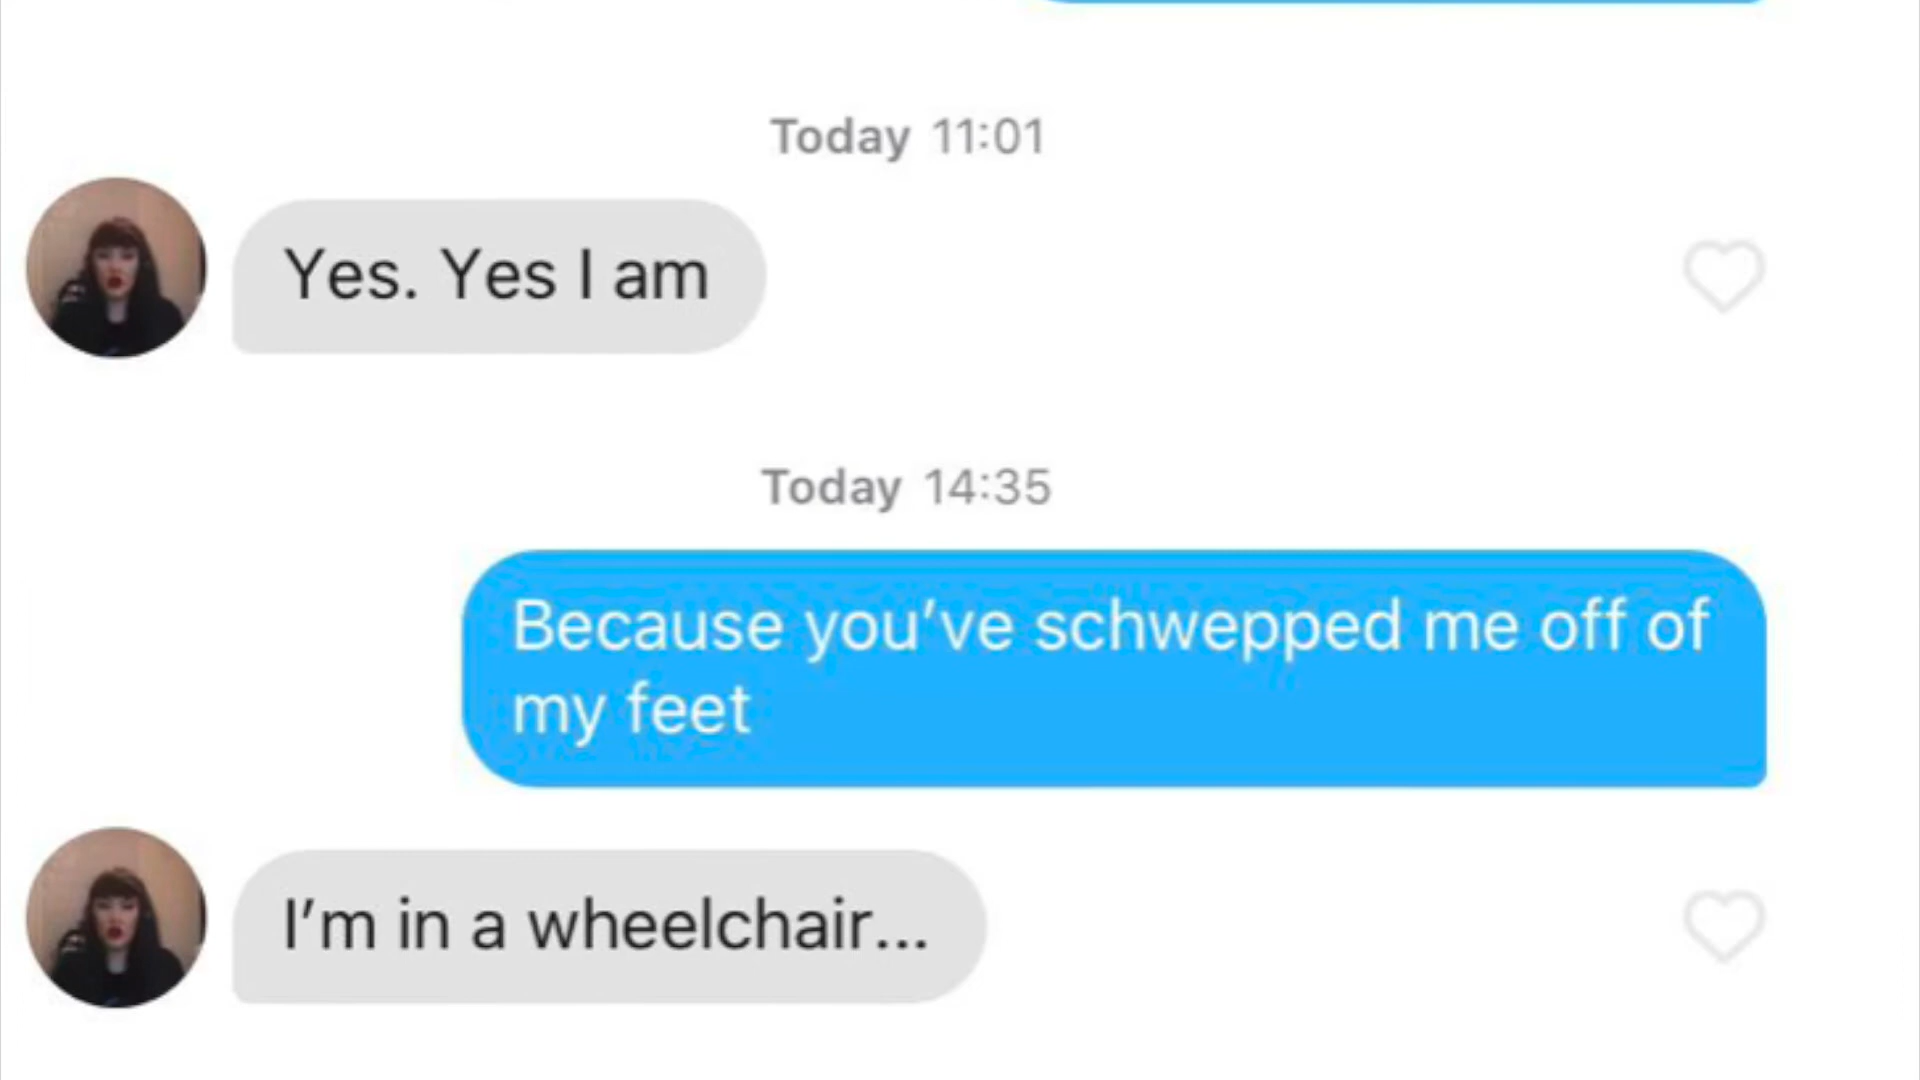 Today 11:01
Yes. Yes I am
Today 14:35
Because you’ve schwepped me off of
my feet
I’m in a wheelchair...